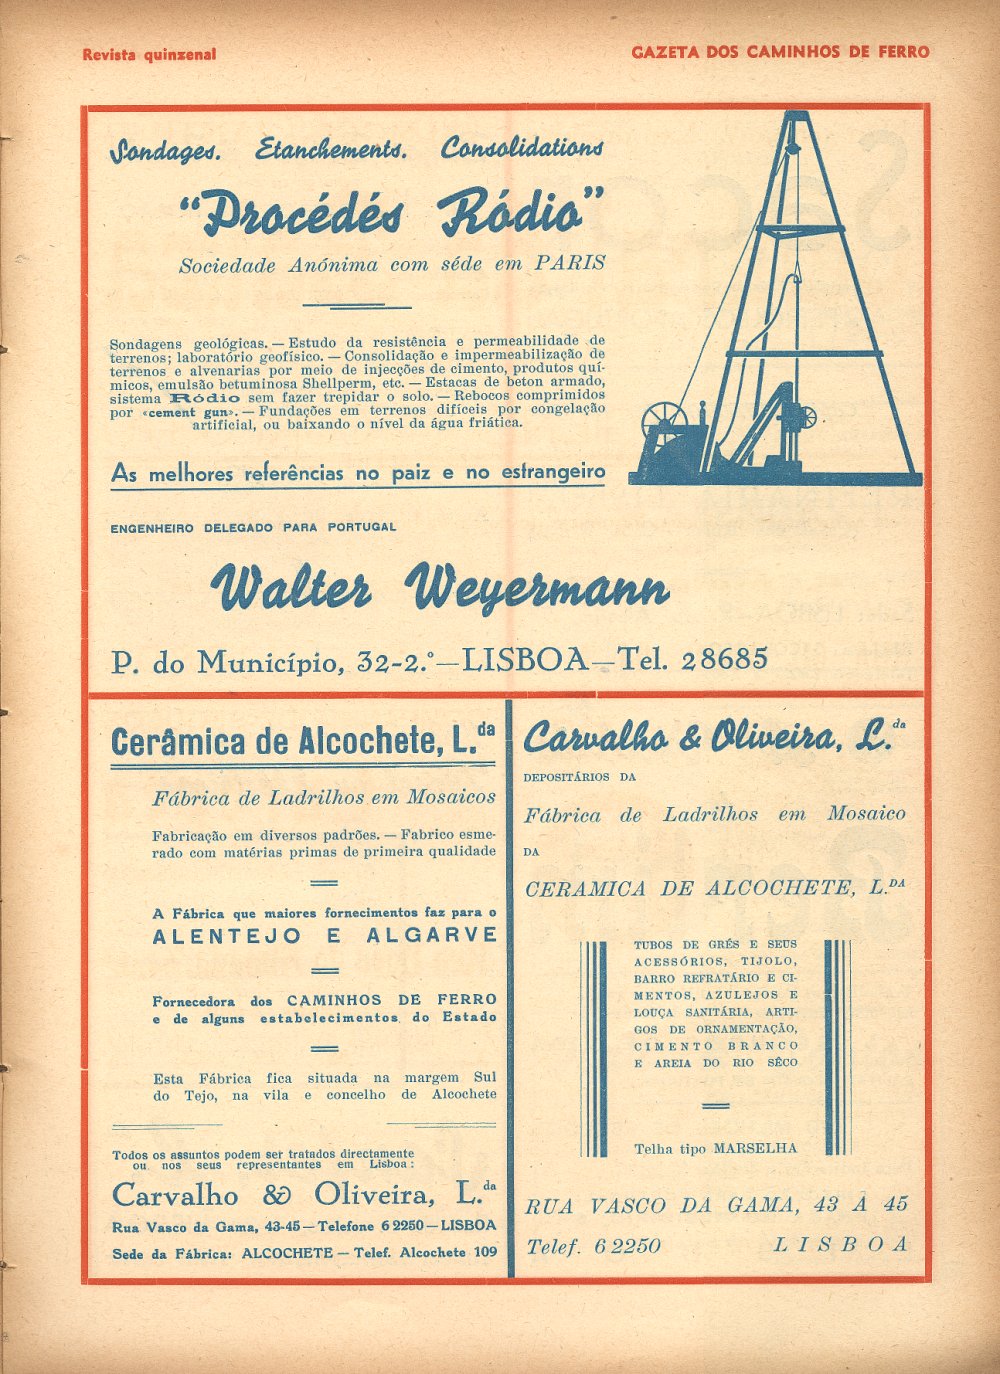 Revista quinzenal
GAZETA DOS CAMINHOS DE FERRO
Sondages. Etanchements. Consolidations
"Procédés Ródio"
Sociedade Anónima com séde em PARIS
Sondagens geológicas. — Estudo da resistência e permeabilidade de
terrenos; laboratório geofísico. — Consolidação e impermeabilização de
terrenos e alvenarias por meio de injecções de cimento, produtos quí-
micos, emulsão betuminosa Shellperm, etc. — Estacas de beton armado,
sistema Ródio sem fazer trepidar o solo. — Rebocos comprimidos
por «cement gun». — Fundações em terrenos difíceis por congelação
artificial, ou baixando o nível da água friática.
As melhores referências no paiz e no estrangeiro
ENGENHEIRO DELEGADO PARA PORTUGAL
Walter Weyermann
P. do Município, 32-2.º — LISBOA — Tel. 28685
Cerâmica de Alcochete, L.da
Fábrica de Ladrilhos em Mosaicos
Fabricação em diversos padrões. — Fabrico esme-
rado com matérias primas de primeira qualidade
A Fábrica que maiores fornecimentos faz para o
ALENTEJO E ALGARVE
Fornecedora dos CAMINHOS DE FERRO
e de alguns estabelecimentos do Estado
Esta Fábrica fica situada na margem Sul
do Tejo, na vila e concelho de Alcochete
Todos os assuntos podem ser tratados directamente
ou nos seus representantes em Lisboa:
Carvalho & Oliveira, L.da
Rua Vasco da Gama, 43-45 — Telefone 6 2250 — LISBOA
Sede da Fábrica: ALCOCHETE — Telef. Alcochete 109
Carvalho & Oliveira, L.da
DEPOSITÁRIOS DA
Fábrica de Ladrilhos em Mosaico
DA
CERAMICA DE ALCOCHETE, L.DA
TUBOS DE GRÉS E SEUS
ACESSÓRIOS, TIJOLO,
BARRO REFRATÁRIO E CI-
MENTOS, AZULEJOS E
LOUÇA SANITÁRIA, ARTI-
GOS DE ORNAMENTAÇÃO,
CIMENTO BRANCO
E AREIA DO RIO SÊCO
Telha tipo MARSELHA
RUA VASCO DA GAMA, 43 A 45
Telef. 6 2250 LISBOA